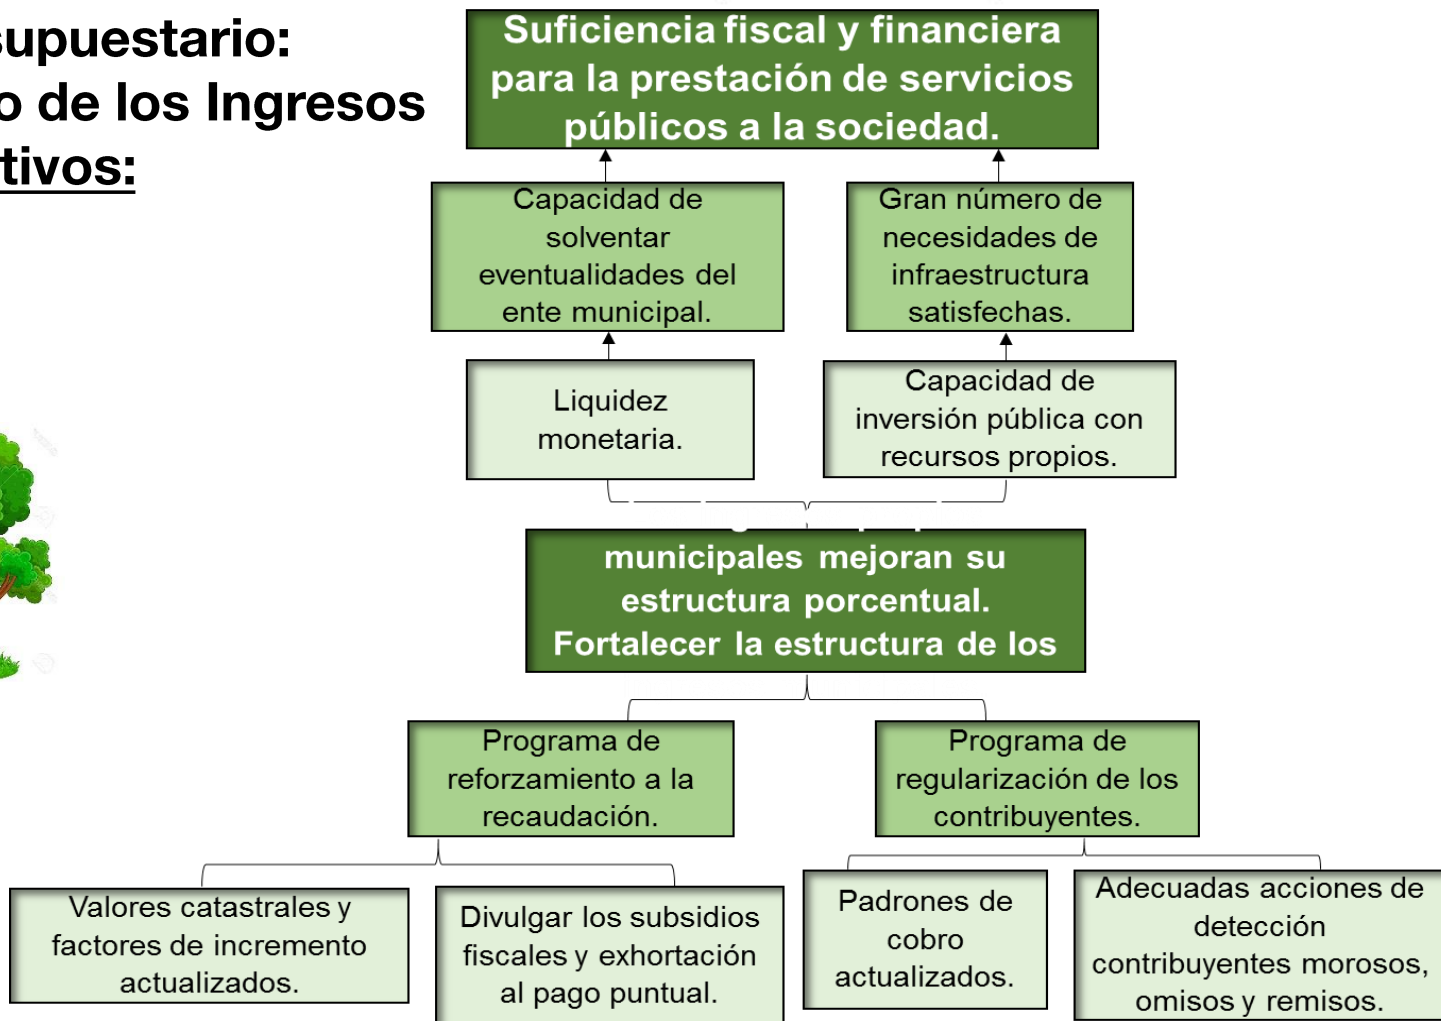 supuestario:
o de los Ingresos
tivos:
Suficiencia fiscal y financiera
para la prestación de servicios
públicos a la sociedad.
Capacidad de
solventar
eventualidades del
ente municipal.
Gran número de
necesidades de
infraestructura
satisfechas.
Liquidez
monetaria.
Capacidad de
inversión pública con
recursos propios.
municipales mejoran su
estructura porcentual.
Fortalecer la estructura de los
Programa de
reforzamiento a la
recaudación.
Programa de
regularización de los
contribuyentes.
Valores catastrales y
factores de incremento
actualizados.
Divulgar los subsidios
fiscales y exhortación
al pago puntual.
Padrones de
cobro
actualizados.
Adecuadas acciones de
detección
contribuyentes morosos,
omisos y remisos.